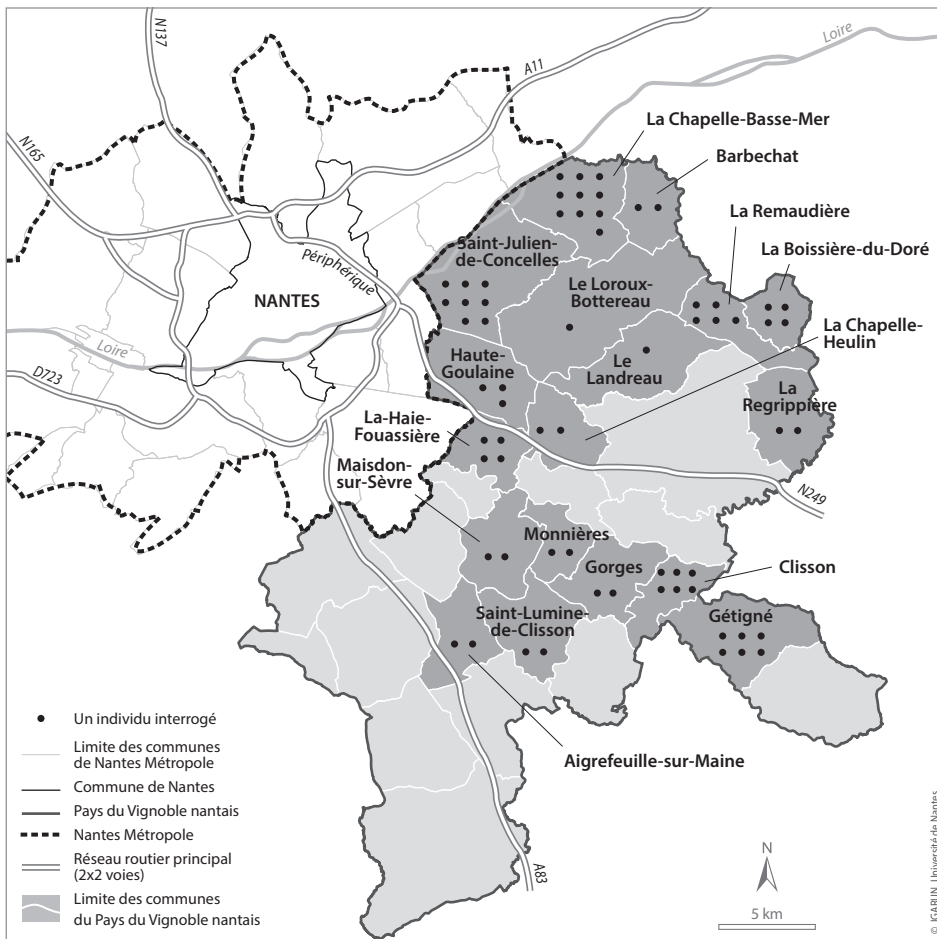 N137
A11
Loire
N165
La Chapelle-Basse-Mer
Barbechat
La Remaudière
La Boissière-du-Doré
Saint-Julien-
de-Concelles
Périphérique
NANTES
Le Loroux-
Bottereau
La Chapelle-
Heulin
Loire
Haute-
Goulaine
Le
Landreau
D723
La
Regrippière
La-Haie-
Fouassière
Maisdon-
sur-Sèvre
N249
Monnières
Gorges
Clisson
Saint-Lumine-
de-Clisson
Gétigné
Aigrefeuille-sur-Maine
A83
Un individu interrogé
Limite des communes
de Nantes Métropole
Commune de Nantes
Pays du Vignoble nantais
Nantes Métropole
Réseau routier principal
(2x2 voies)
Limite des communes
du Pays du Vignoble nantais
N
5 km
© IGARUN, Université de Nantes